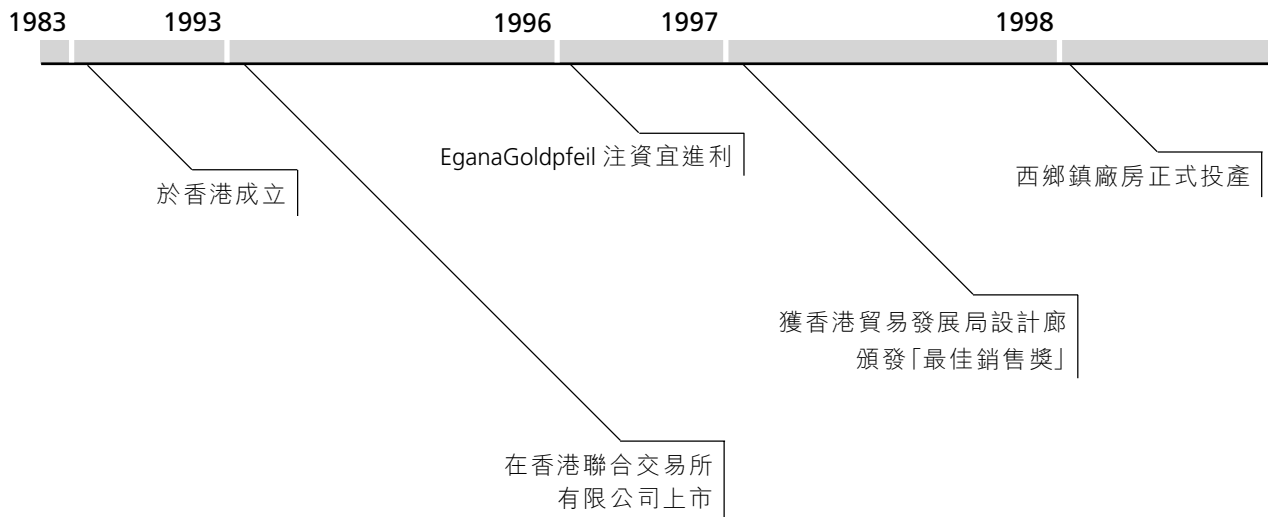 1983 1993 1996 1997 1998
EganaGoldpfeil 注資宜進利
西鄉鎮廠房正式投產
於香港成立
獲香港貿易發展局設計廊
頒發「最佳銷售獎」
在香港聯合交易所
有限公司上市